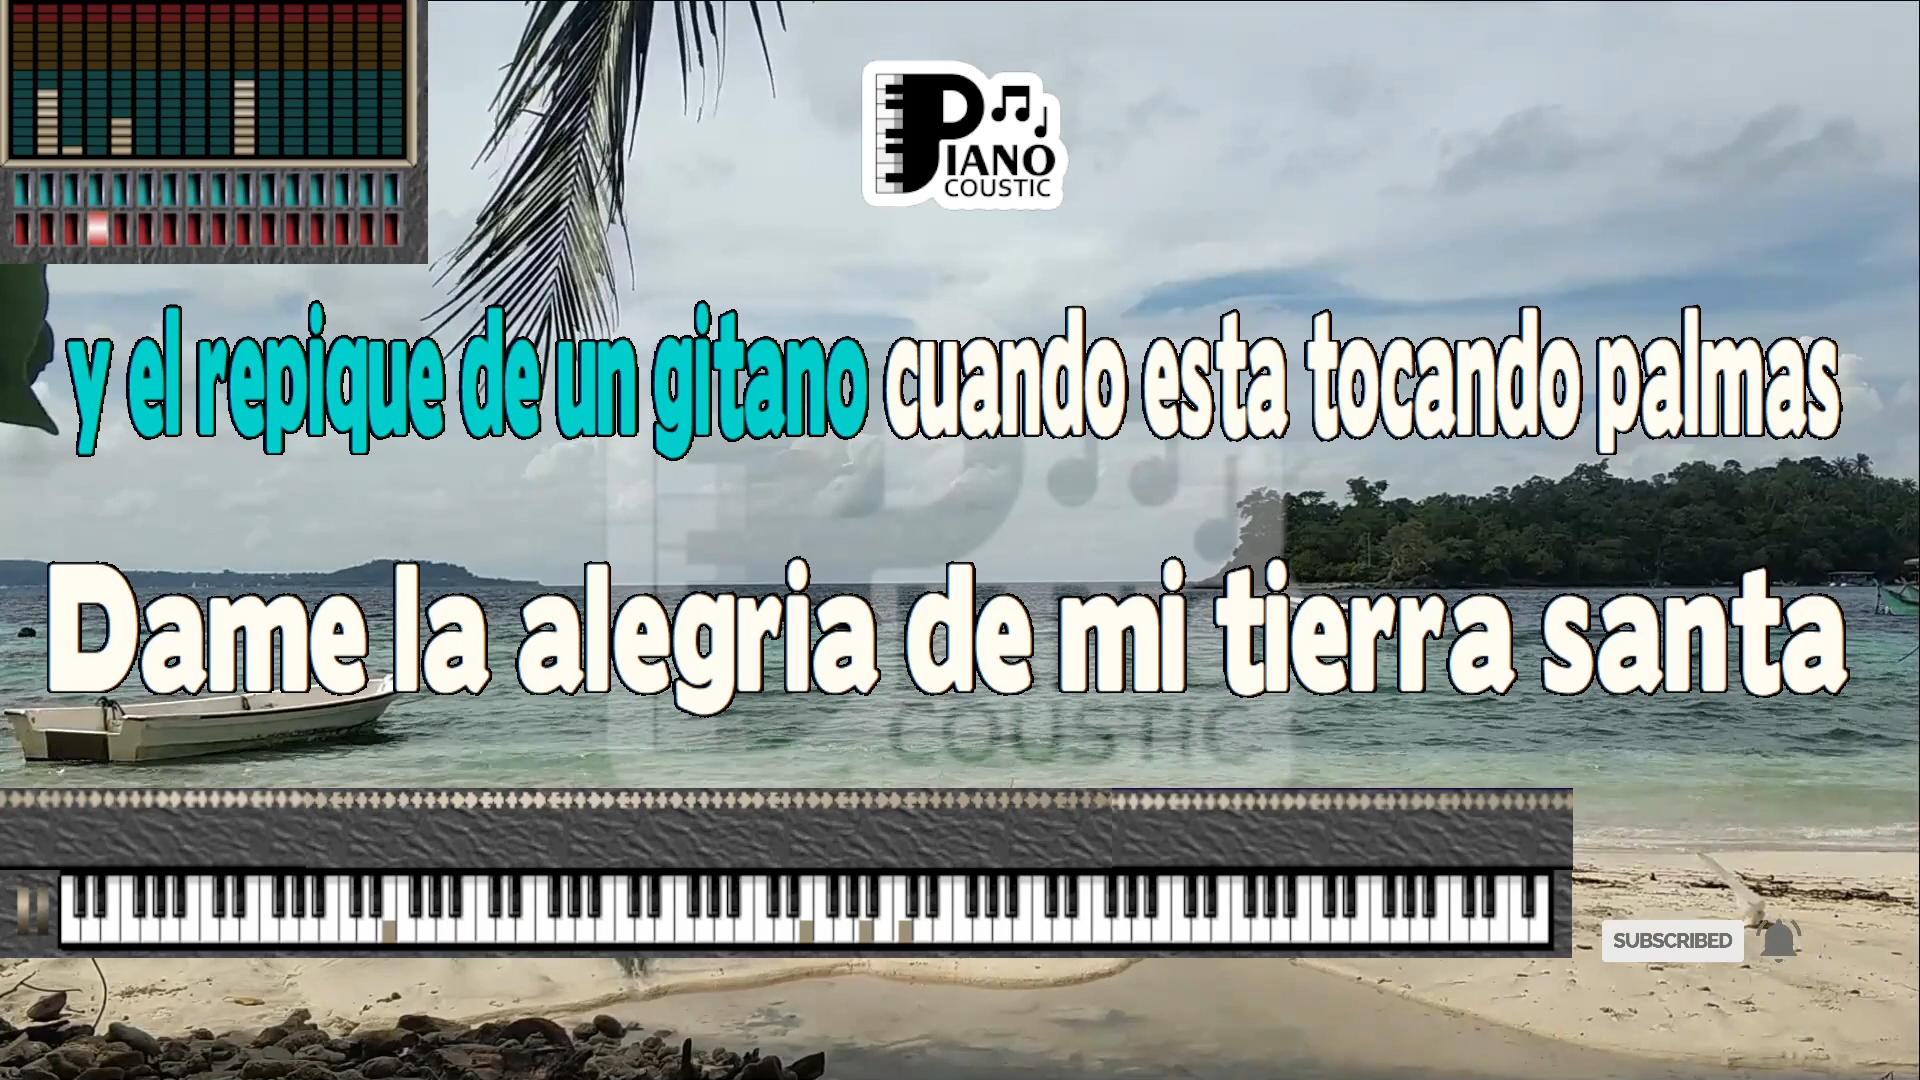 PIANO
COUSTIC
y el repique de un gitano cuando esta tocando palmas
Dame la alegria de mi tierra santa
COUSTIC
SUBSCRIBED